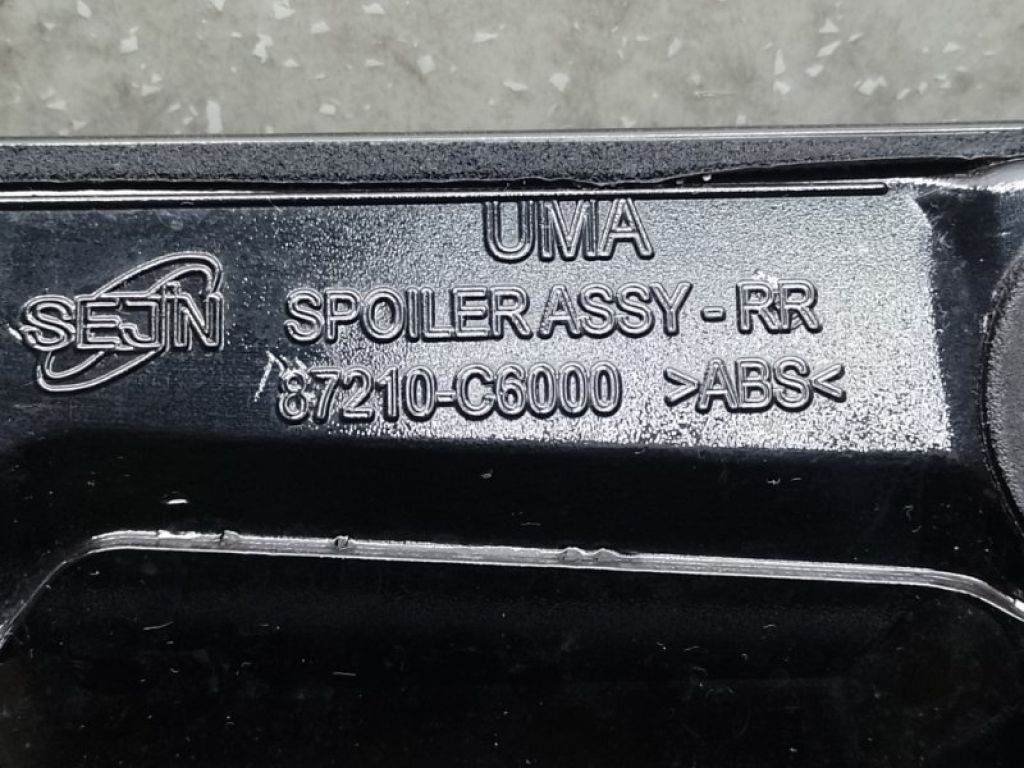 UMA
SEJIN
SPOILER ASSY - RR
87210-C6000 >ABS<